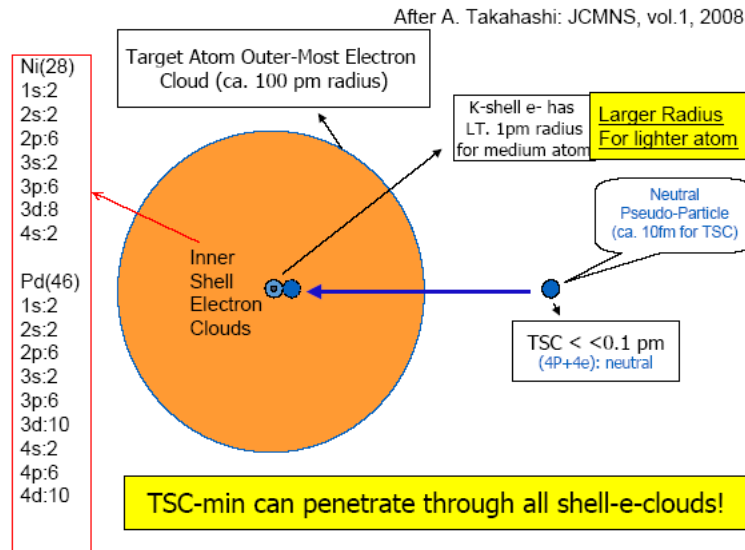 After A. Takahashi: JCMNS, vol.1, 2008
Ni(28)
1s:2
2s:2
2p:6
3s:2
3p:6
3d:8
4s:2
Pd(46)
1s:2
2s:2
2p:6
3s:2
3p:6
3d:10
4s:2
4p:6
4d:10
Target Atom Outer-Most Electron
Cloud (ca. 100 pm radius)
K-shell e- has
LT. 1pm radius
for medium atom
Larger Radius
For lighter atom
Neutral
Pseudo-Particle
(ca. 10fm for TSC)
Inner
Shell
Electron
Clouds
TSC < <0.1 pm
(4P+4e): neutral
TSC-min can penetrate through all shell-e-clouds!